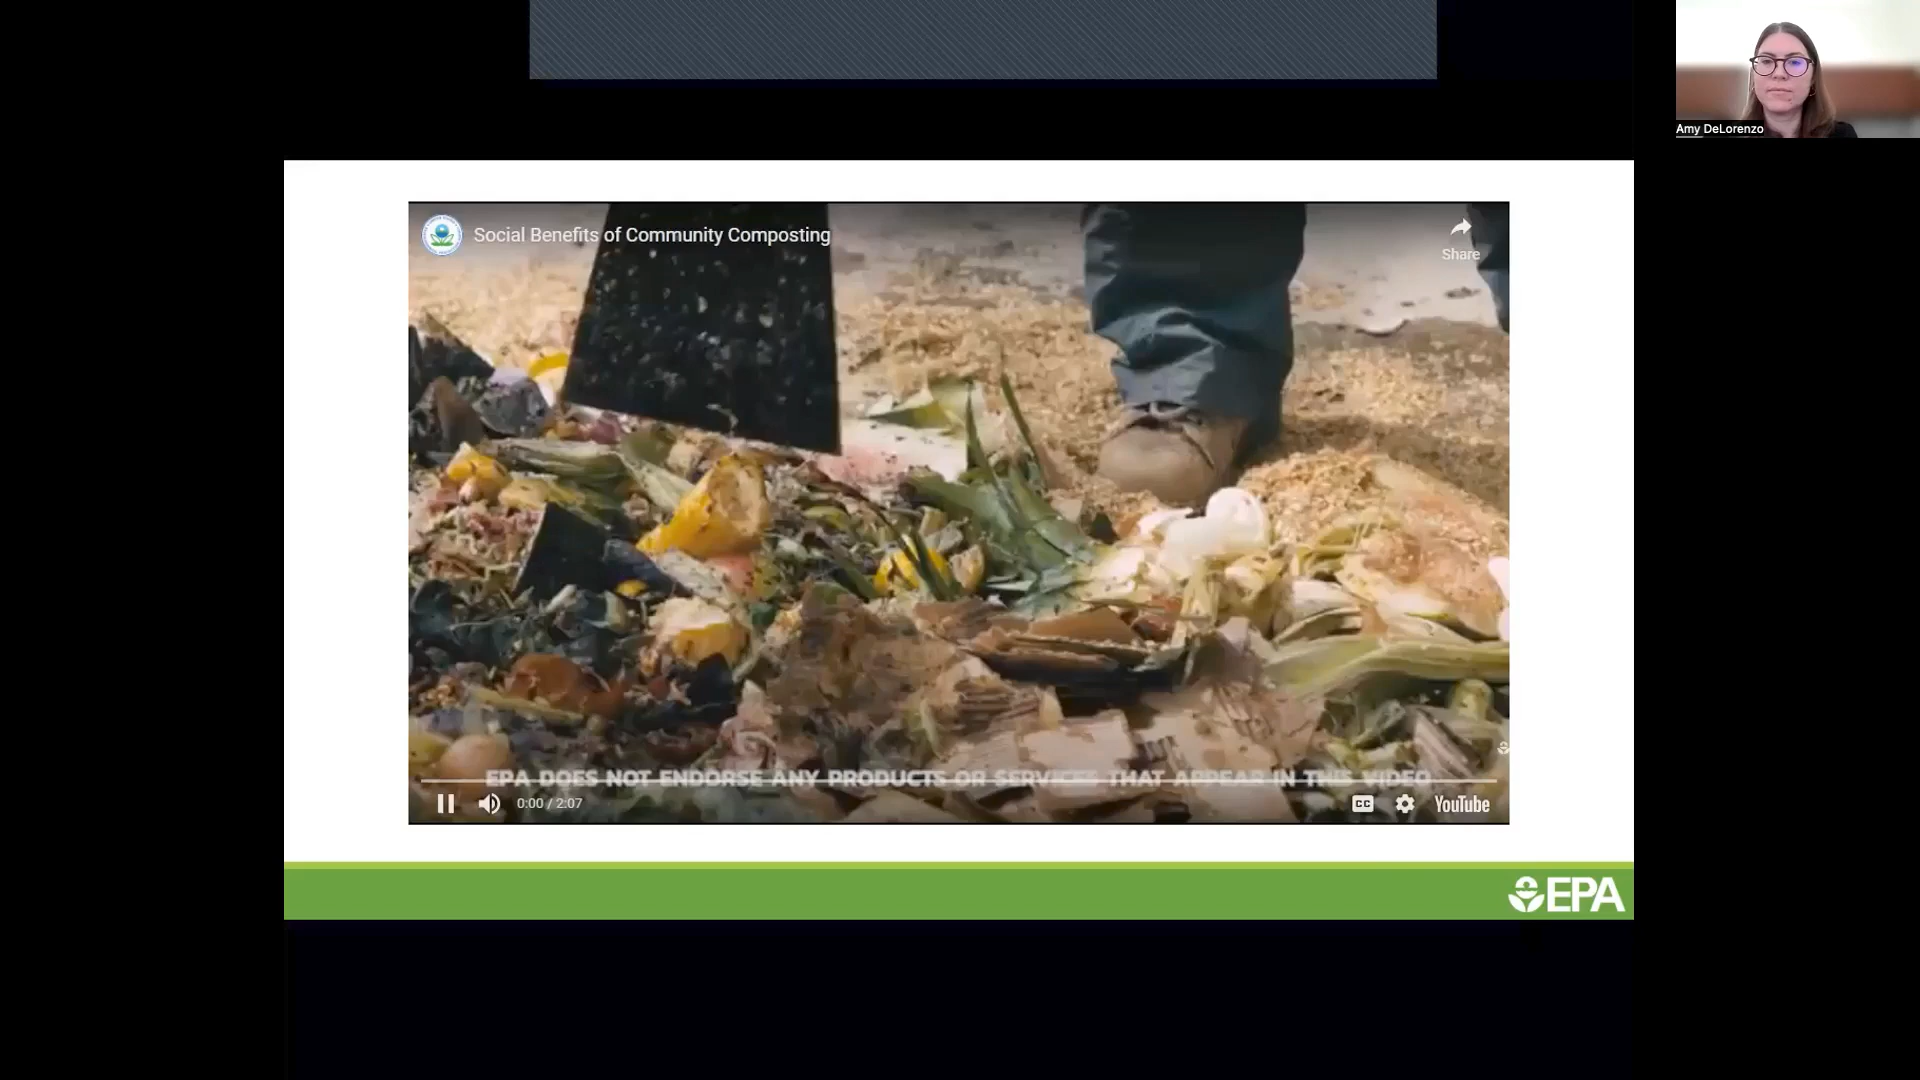 Amy DeLorenzo
Social Benefits of Community Composting
Share
EPA DOES NOT ENDORSE ANY PRODUCTS OR SERVICES THAT APPEAR IN THIS VIDEO
0:00 / 2:07
CC
YouTube
EPA